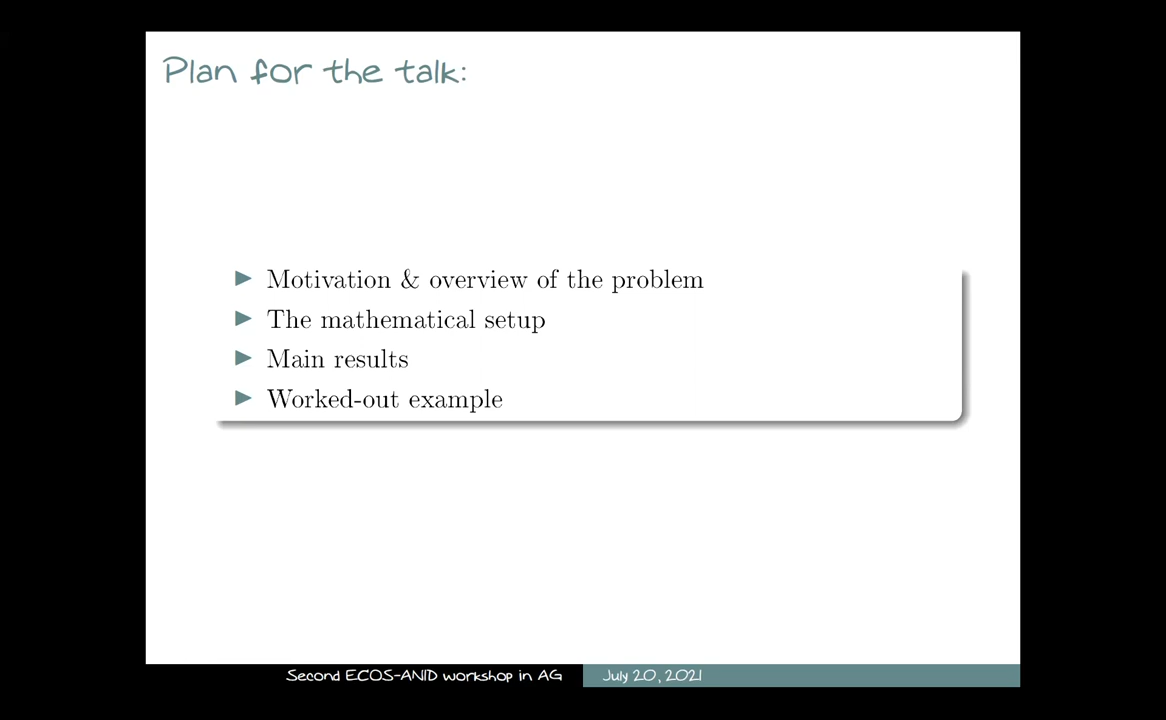 Plan for the talk:
▶ Motivation & overview of the problem
▶ The mathematical setup
▶ Main results
▶ Worked-out example
Second ECOS-ANID workshop in AG
July 20, 2021